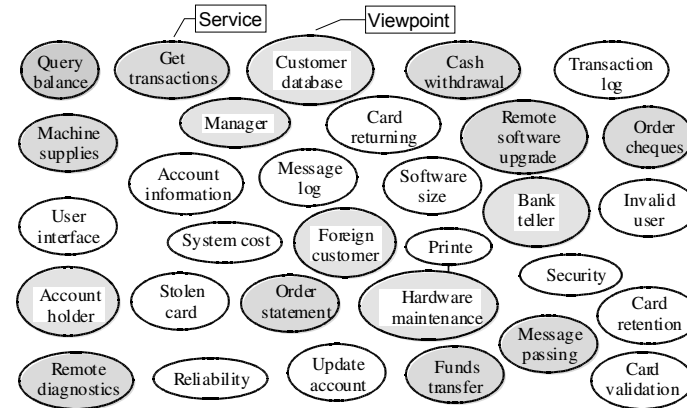 Service
Viewpoint
Query
balance
Get
transactions
Customer
database
Cash
withdrawal
Transaction
log
Machine
supplies
Manager
Card
returning
Remote
software
upgrade
Order
cheques
Account
information
Message
log
Software
size
Bank
teller
Invalid
user
User
interface
System cost
Foreign
customer
Printe
Security
Account
holder
Stolen
card
Order
statement
Hardware
maintenance
Card
retention
Message
passing
Remote
diagnostics
Reliability
Update
account
Funds
transfer
Card
validation